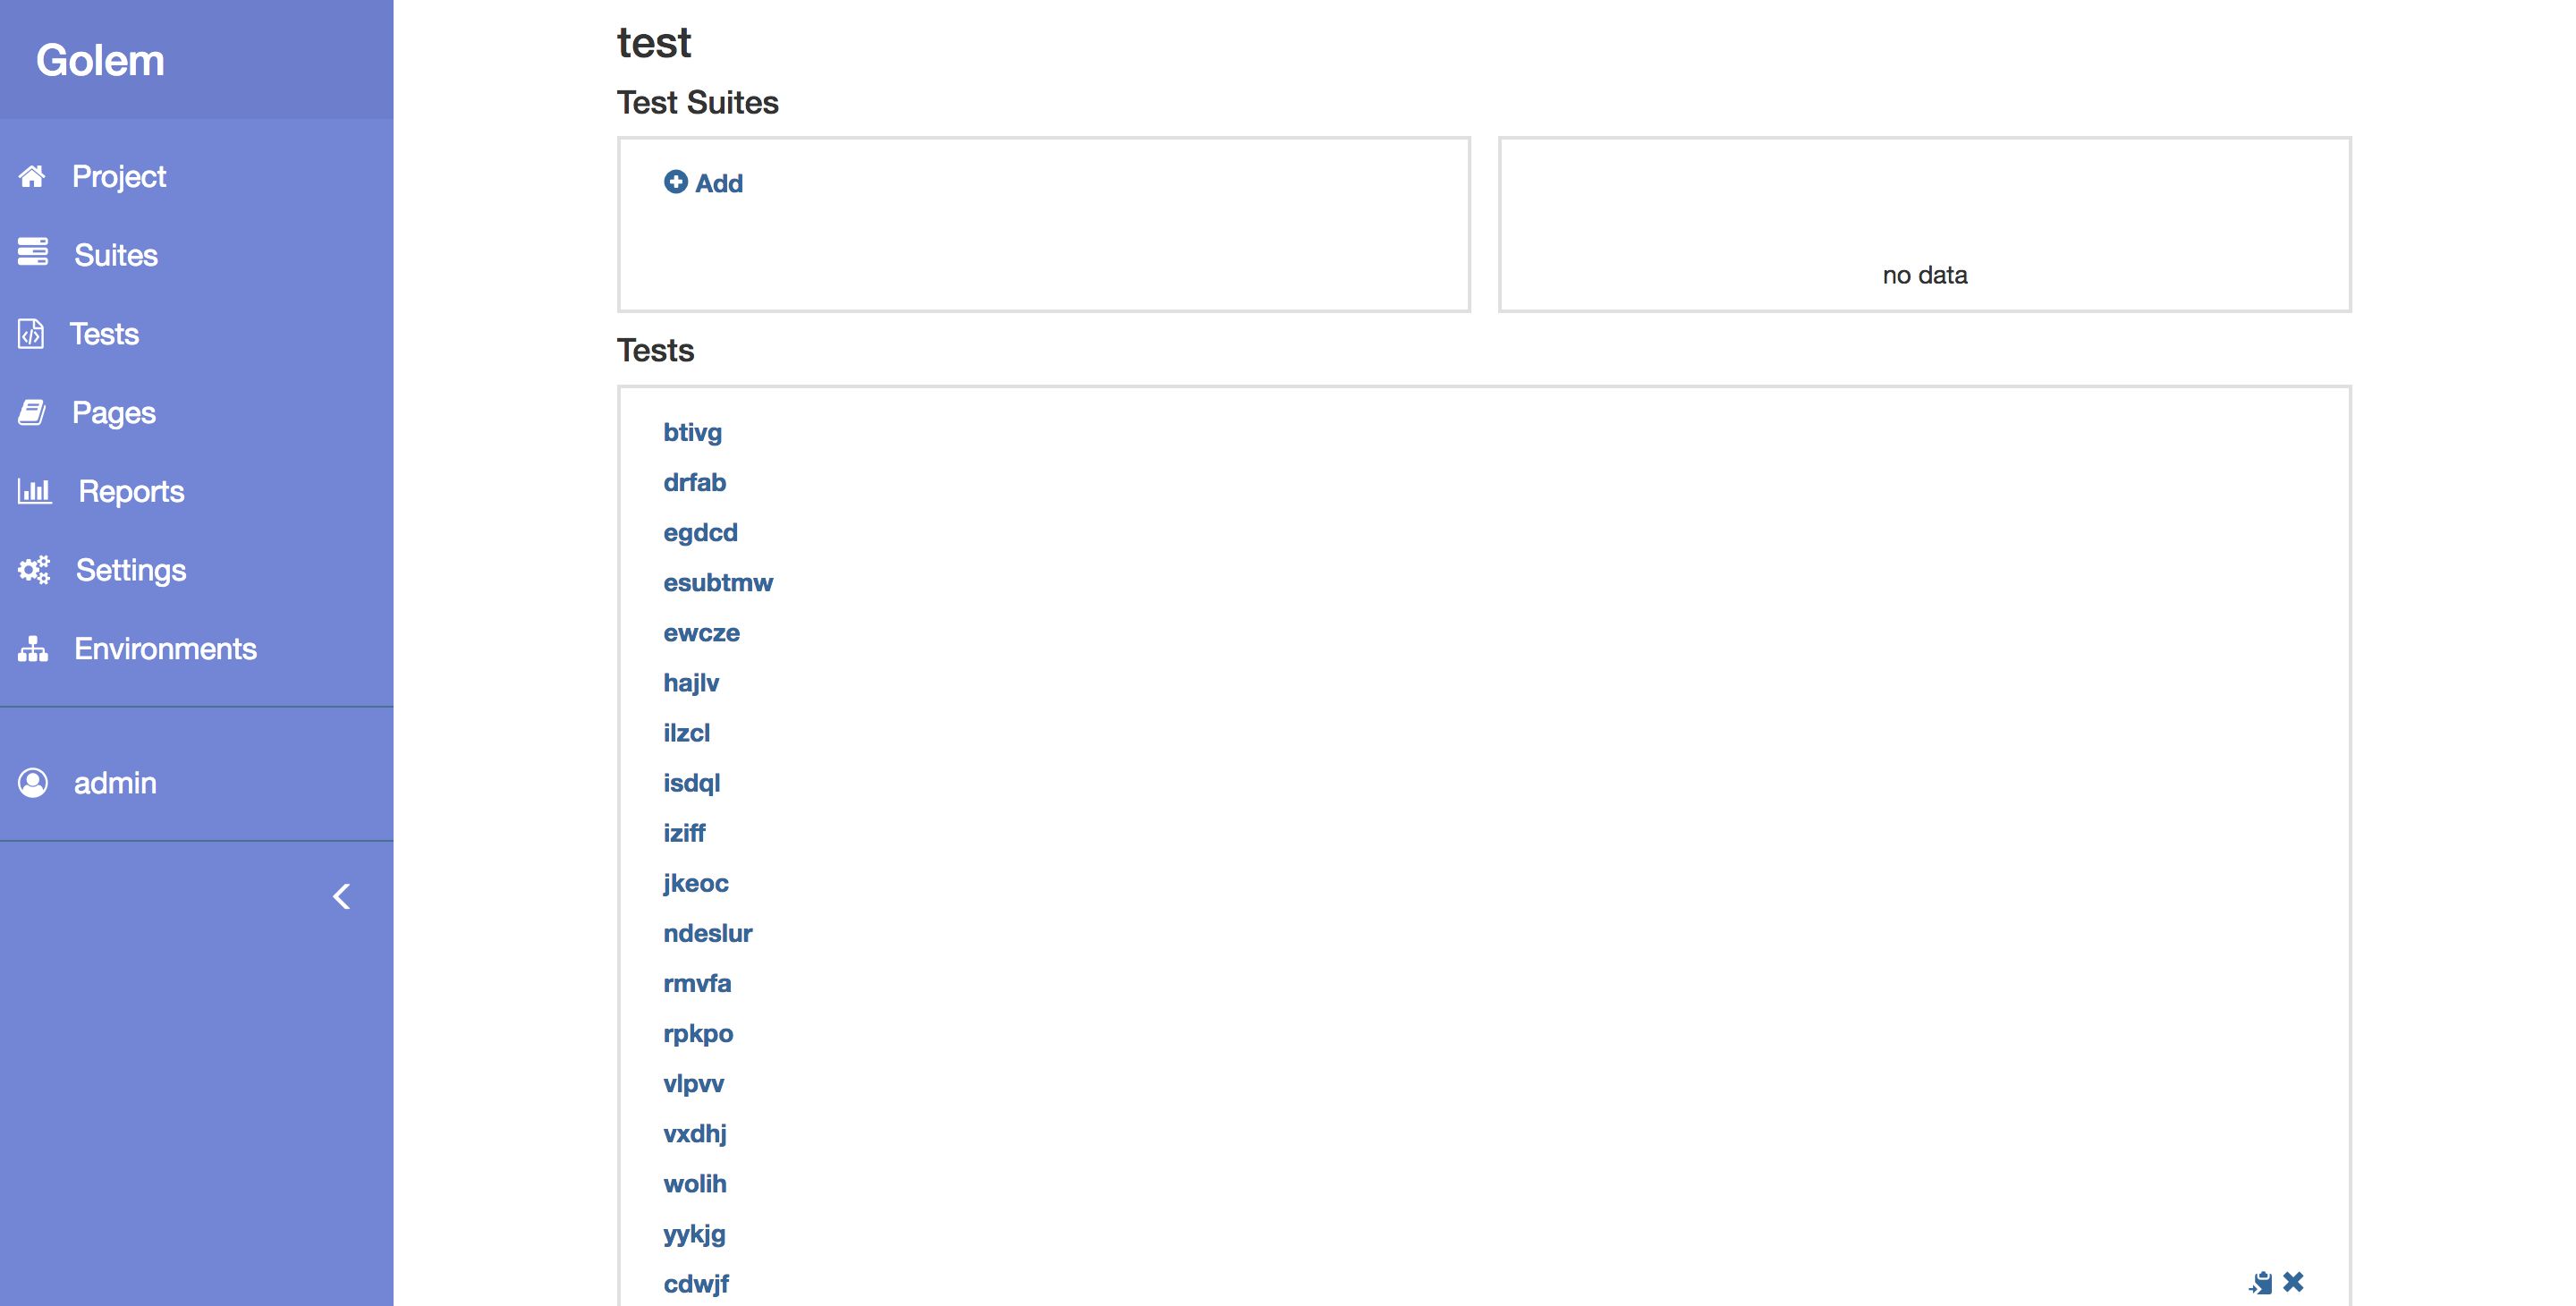 Golem
Project
Suites
Tests
Pages
Reports
Settings
Environments
admin
test
Test Suites
Add
no data
Tests
btivg
drfab
egdcd
esubtmw
ewcze
hajlv
ilzcl
isdql
iziff
jkeoc
ndeslur
rmvfa
rpkpo
vlpvv
vxdhj
wolih
yykjg
cdwjf